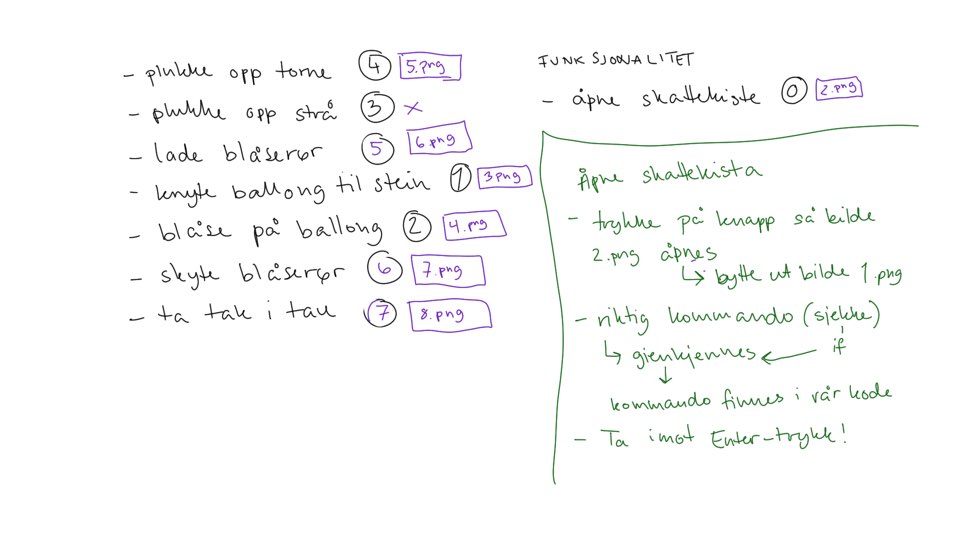 - plukke opp torne 4 5.png
- plukke opp strå 3 x
- lade blåserør 5 6.png
- knyte ballong til stein 1 3png
- blåse på ballong 2 4.png
- skyte blåserør 6 7.png
- ta tak i tau 7 8.png
FUNKSJONALITET
- åpne skattekiste 0 2.png
Åpne skattekista
- trykke på knapp så bilde
2.png åpnes
↳ bytte ut bilde 1.png
- riktig kommando (sjekke)
↳ gjenkjennes ← if
↓
kommando finnes i vår kode
- Ta imot Enter-trykk!